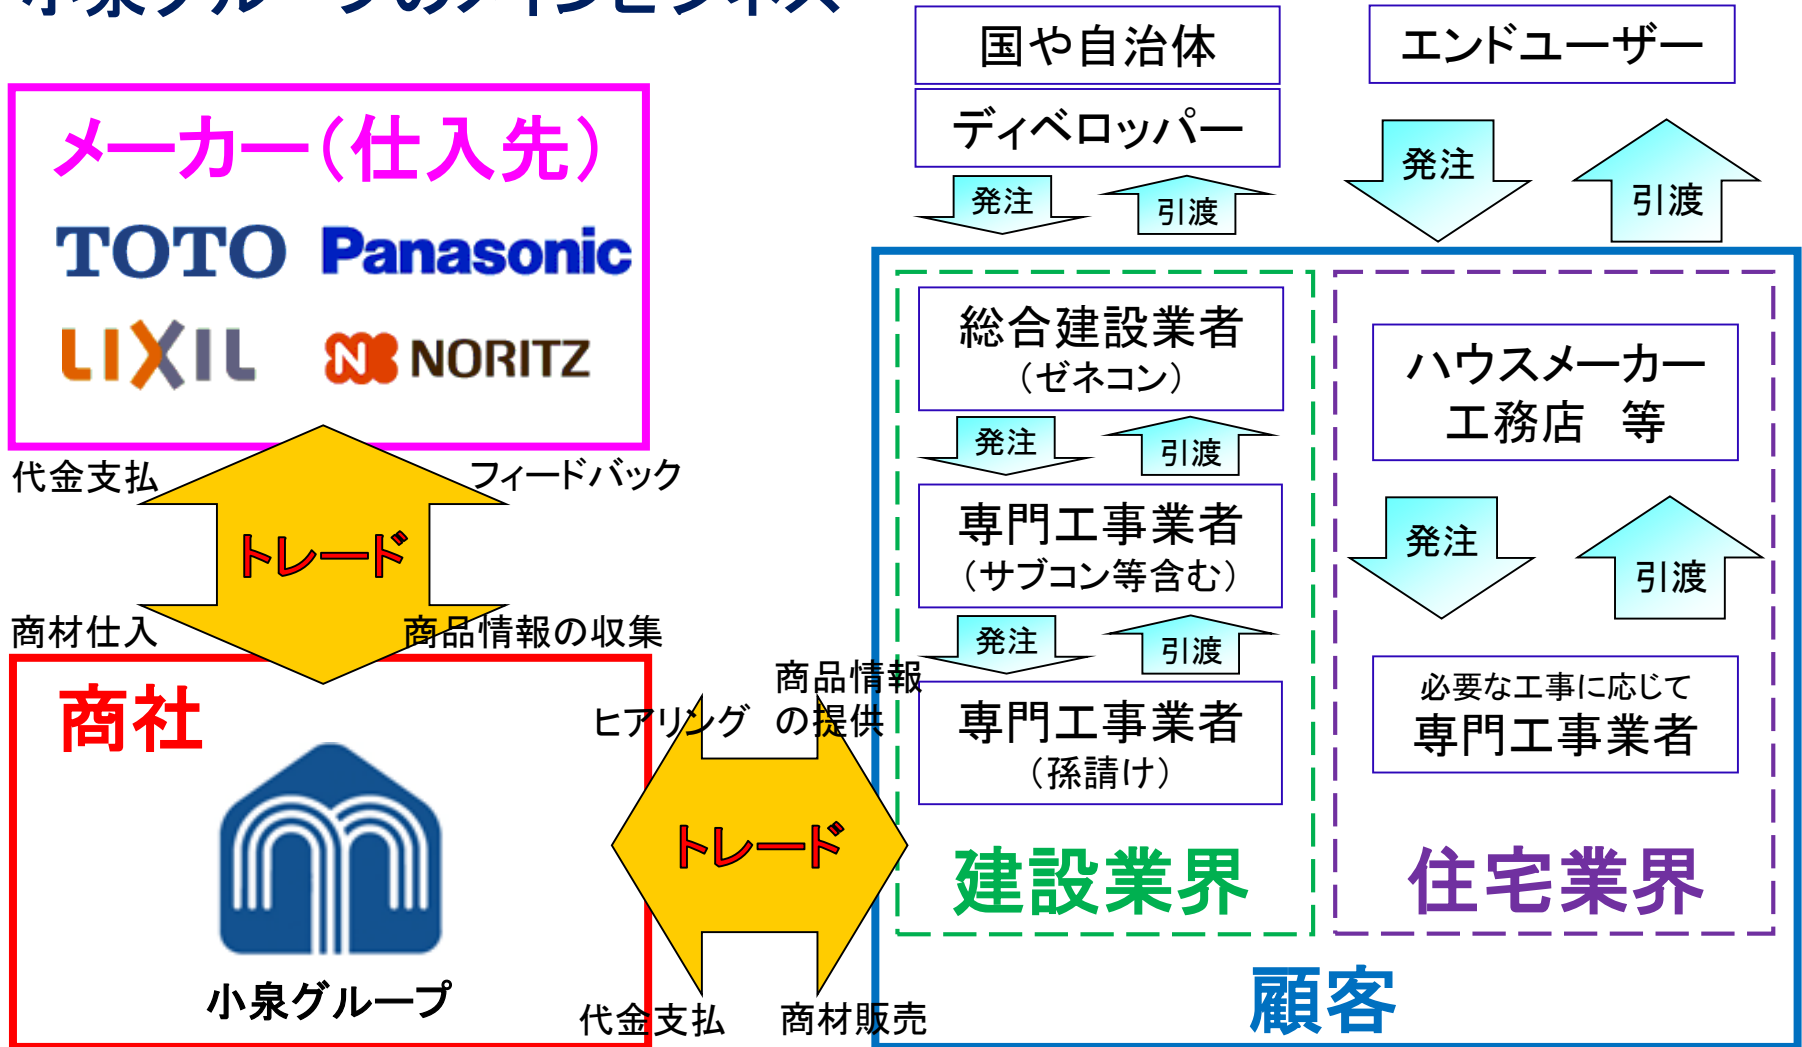 小泉グループのメインビジネス
メーカー（仕入先）
TOTO
Panasonic
LIXIL
N NORITZ
代金支払
フィードバック
トレード
商材仕入
商品情報の収集
商社
小泉グループ
ヒアリング
商品情報
の提供
トレード
代金支払
商材販売
国や自治体
ディベロッパー
発注
引渡
総合建設業者
（ゼネコン）
発注
引渡
専門工事業者
（サブコン等含む）
発注
引渡
専門工事業者
（孫請け）
建設業界
エンドユーザー
発注
引渡
ハウスメーカー
工務店　等
発注
引渡
必要な工事に応じて
専門工事業者
住宅業界
顧客